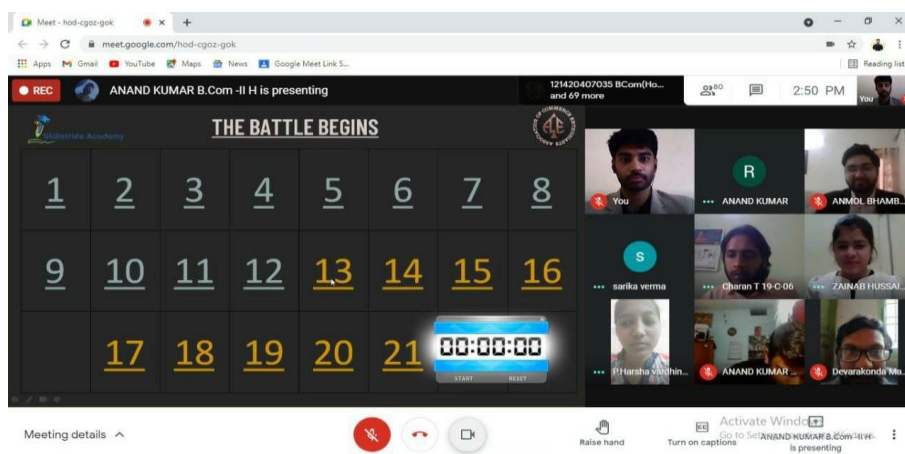 Meet - hod-cgoz-gok
meet.google.com/hod-cgoz-gok
Apps Gmail YouTube Maps News Google Meet Link S... Reading list
REC ANAND KUMAR B.Com -II H is presenting
121420407035 BCom(Ho...
and 69 more
80
2:50 PM
You
Skillstride Academy
THE BATTLE BEGINS
1 2 3 4 5 6 7 8
9 10 11 12 13 14 15 16
17 18 19 20 21
00:00:00
START RESET
You
R
ANAND KUMAR
ANMOL BHAMB...
S
sarika verma
Charan T 19-C-06
ZAINAB HUSSAI...
P.Harsha vardhin...
ANAND KUMAR ...
Devarakonda Ma...
Meeting details
Raise hand
CC
Turn on captions
Activate Windo
Go to Set
ANAND KUMAR B.Com -II H
is presenting